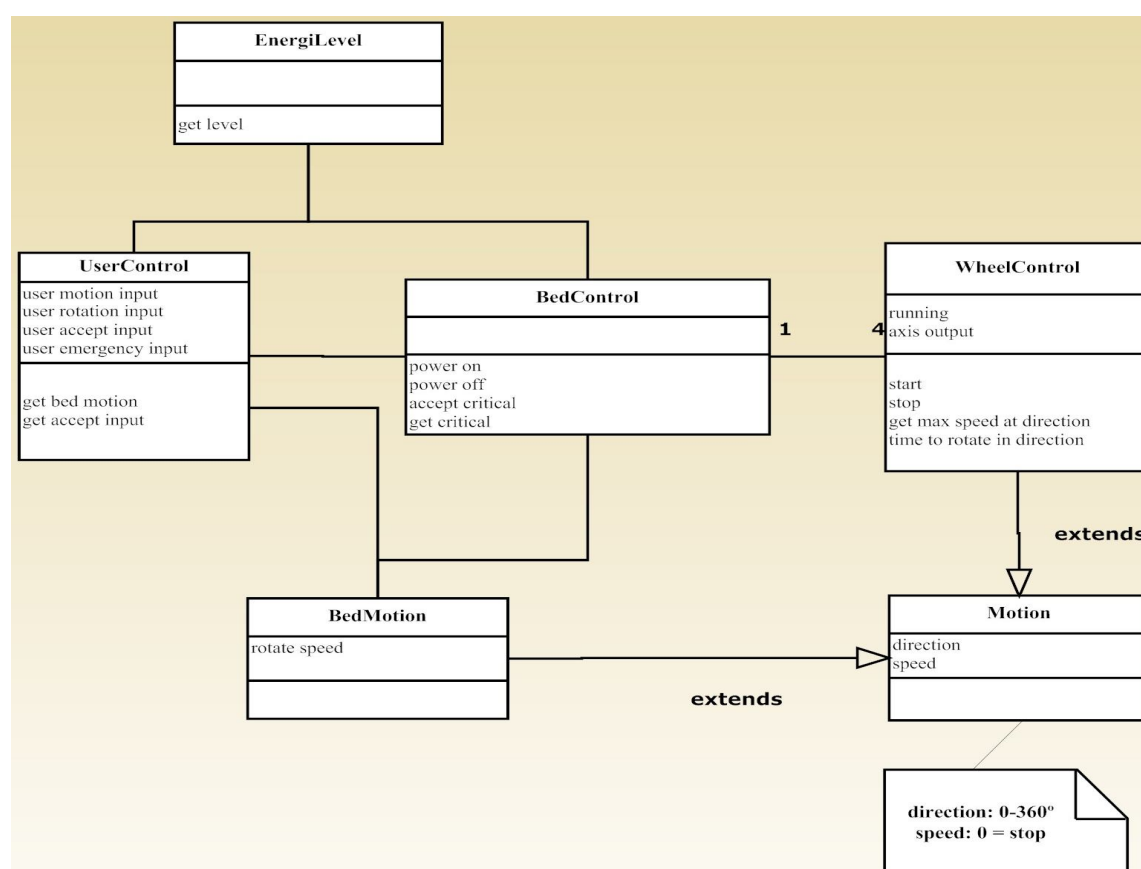 EnergiLevel
get level
UserControl
user motion input
user rotation input
user accept input
user emergency input
get bed motion
get accept input
BedControl
power on
power off
accept critical
get critical
1
4
WheelControl
running
axis output
start
stop
get max speed at direction
time to rotate in direction
extends
BedMotion
rotate speed
extends
Motion
direction
speed
direction: 0-360º
speed: 0 = stop